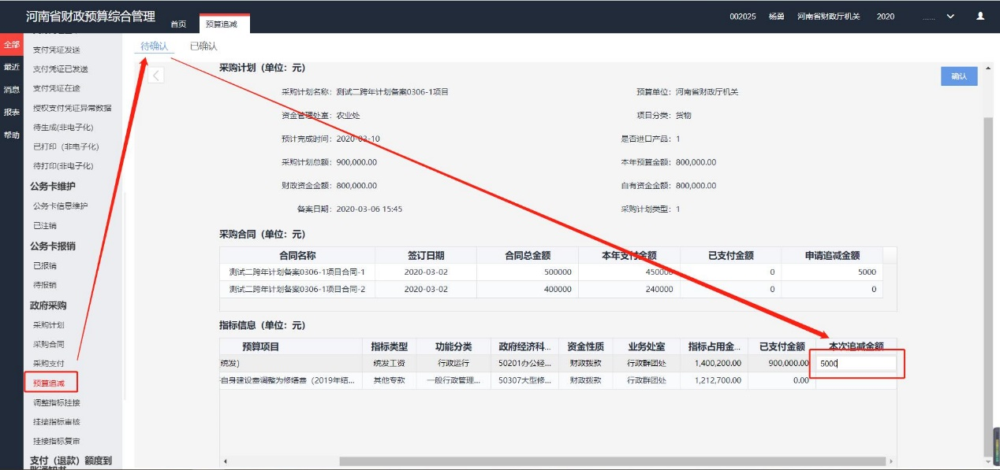 河南省财政预算综合管理
首页
预算追减
002025
杨勇
河南省财政厅机关
2020
......
全部
最近
消息
报表
帮助
支付凭证发送
支付凭证已发送
支付凭证在途
授权支付凭证异常数据
待生成(非电子化)
已打印（非电子化）
待打印(非电子化)
公务卡维护
公务卡信息维护
已注销
公务卡报销
已报销
待报销
政府采购
采购计划
采购合同
采购支付
预算追减
调整指标挂接
挂接指标审核
挂接指标复审
支付（退款）额度到
账通知书
待确认
已确认
采购计划（单位：元）
确认
采购计划名称：测试二跨年计划备案0306-1项目
预算单位：河南省财政厅机关
资金管理处室：农业处
项目分类：货物
预计完成时间：2020-03-10
是否进口产品：1
采购计划总额：900,000.00
本年预算金额：800,000.00
财政资金金额：800,000.00
自有资金金额：800,000.00
备案日期：2020-03-06 15:45
采购计划类型：1
采购合同（单位：元）
合同名称 签订日期 合同总金额 本年支付金额 已支付金额 申请追减金额
测试二跨年计划备案0306-1项目合同-1 2020-03-02 500000 450000 0 5000
测试二跨年计划备案0306-1项目合同-2 2020-03-02 400000 240000 0 0
指标信息（单位：元）
预算项目 指标类型 功能分类 政府经济科... 资金性质 业务处室 指标占用金... 已支付金额 本次追减金额
统发） 统发工资 行政运行 50201办公经... 财政拨款 行政群团处 1,400,200.00 900,000.00 5000
自身建设费调整为修缮费（2019年结... 其他专款 一般行政管理... 50307大型修... 财政拨款 行政群团处 1,212,700.00 0.00